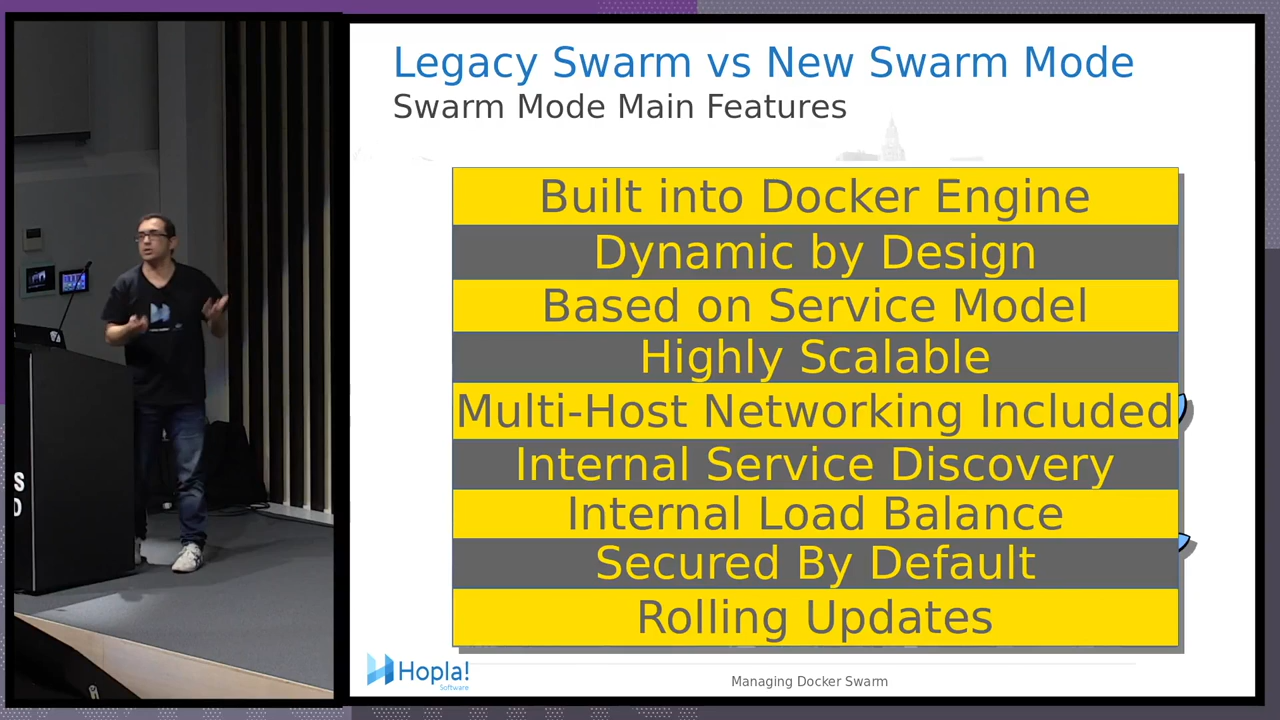 Legacy Swarm vs New Swarm Mode
Swarm Mode Main Features
Built into Docker Engine
Dynamic by Design
Based on Service Model
Highly Scalable
Multi-Host Networking Included
Internal Service Discovery
Internal Load Balance
Secured By Default
Rolling Updates
Hopla!
Software
Managing Docker Swarm
S
D